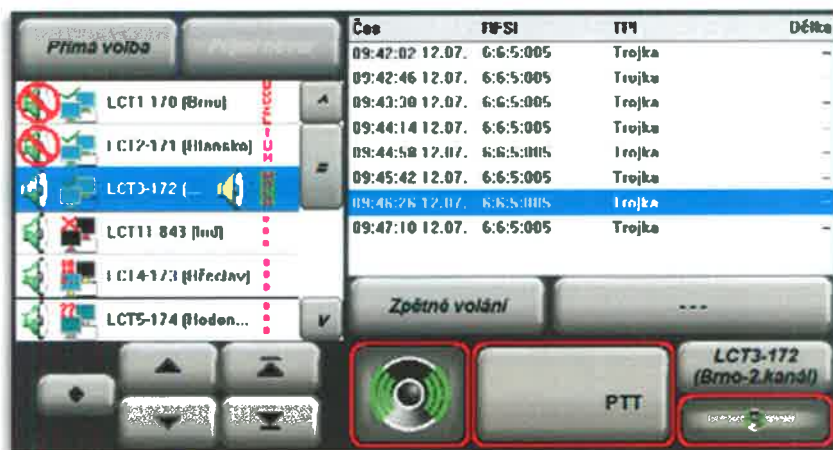 Přímá volba
LCT1-170 (Brno)
LCT2-171 (Blansko)
LCT3-172 (...
LCT11-843
LCT4-173 (Břeclav)
LCT5-174 (Hodon...
Čas RFSI Délka
09:42:02 12.07. 6:6:5:005 Trojka -
09:42:46 12.07. 6:6:5:005 Trojka -
09:43:30 12.07. 6:6:5:005 Trojka -
09:44:14 12.07. 6:6:5:005 Trojka -
09:44:58 12.07. 6:6:5:005 Trojka -
09:45:42 12.07. 6:6:5:005 Trojka -
09:46:26 12.07. 6:6:5:005 Trojka -
09:47:10 12.07. 6:6:5:005 Trojka -
Zpětné volání
---
PTT
LCT3-172
(Brno-2.kanál)